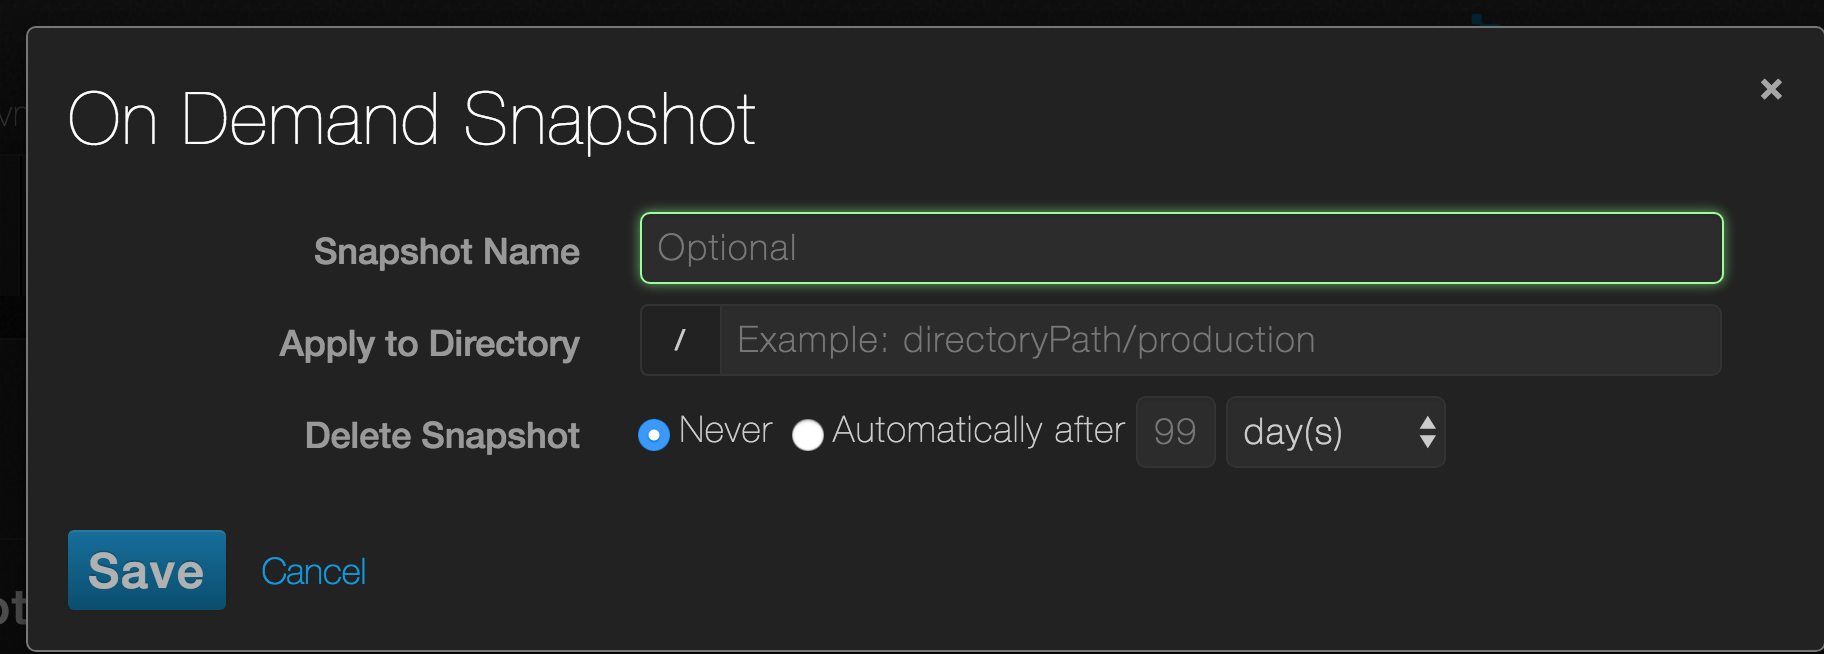 On Demand Snapshot
×
Snapshot Name Optional
Apply to Directory / Example: directoryPath/production
Delete Snapshot Never Automatically after 99 day(s)
Save Cancel